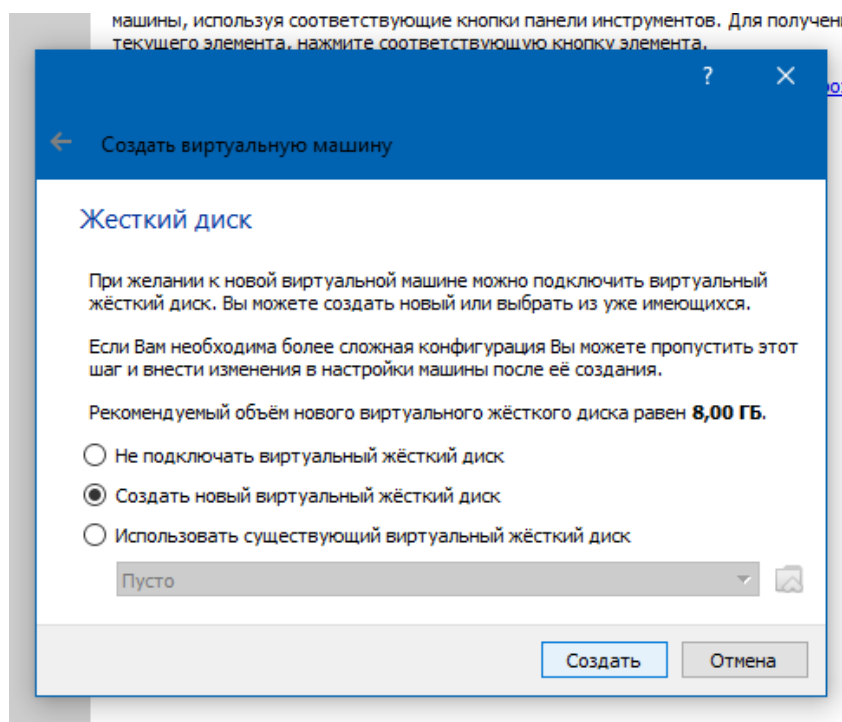 машины, используя соответствующие кнопки панели инструментов. Для
текущего элемента, нажмите соответствующую кнопку элемента.
?
Создать виртуальную машину
Жесткий диск
При желании к новой виртуальной машине можно подключить виртуальный
жёсткий диск. Вы можете создать новый или выбрать из уже имеющихся.
Если Вам необходима более сложная конфигурация Вы можете пропустить этот
шаг и внести изменения в настройки машины после её создания.
Рекомендуемый объём нового виртуального жёсткого диска равен 8,00 ГБ.
Не подключать виртуальный жёсткий диск
Создать новый виртуальный жёсткий диск
Использовать существующий виртуальный жёсткий диск
Пусто
Создать
Отмена